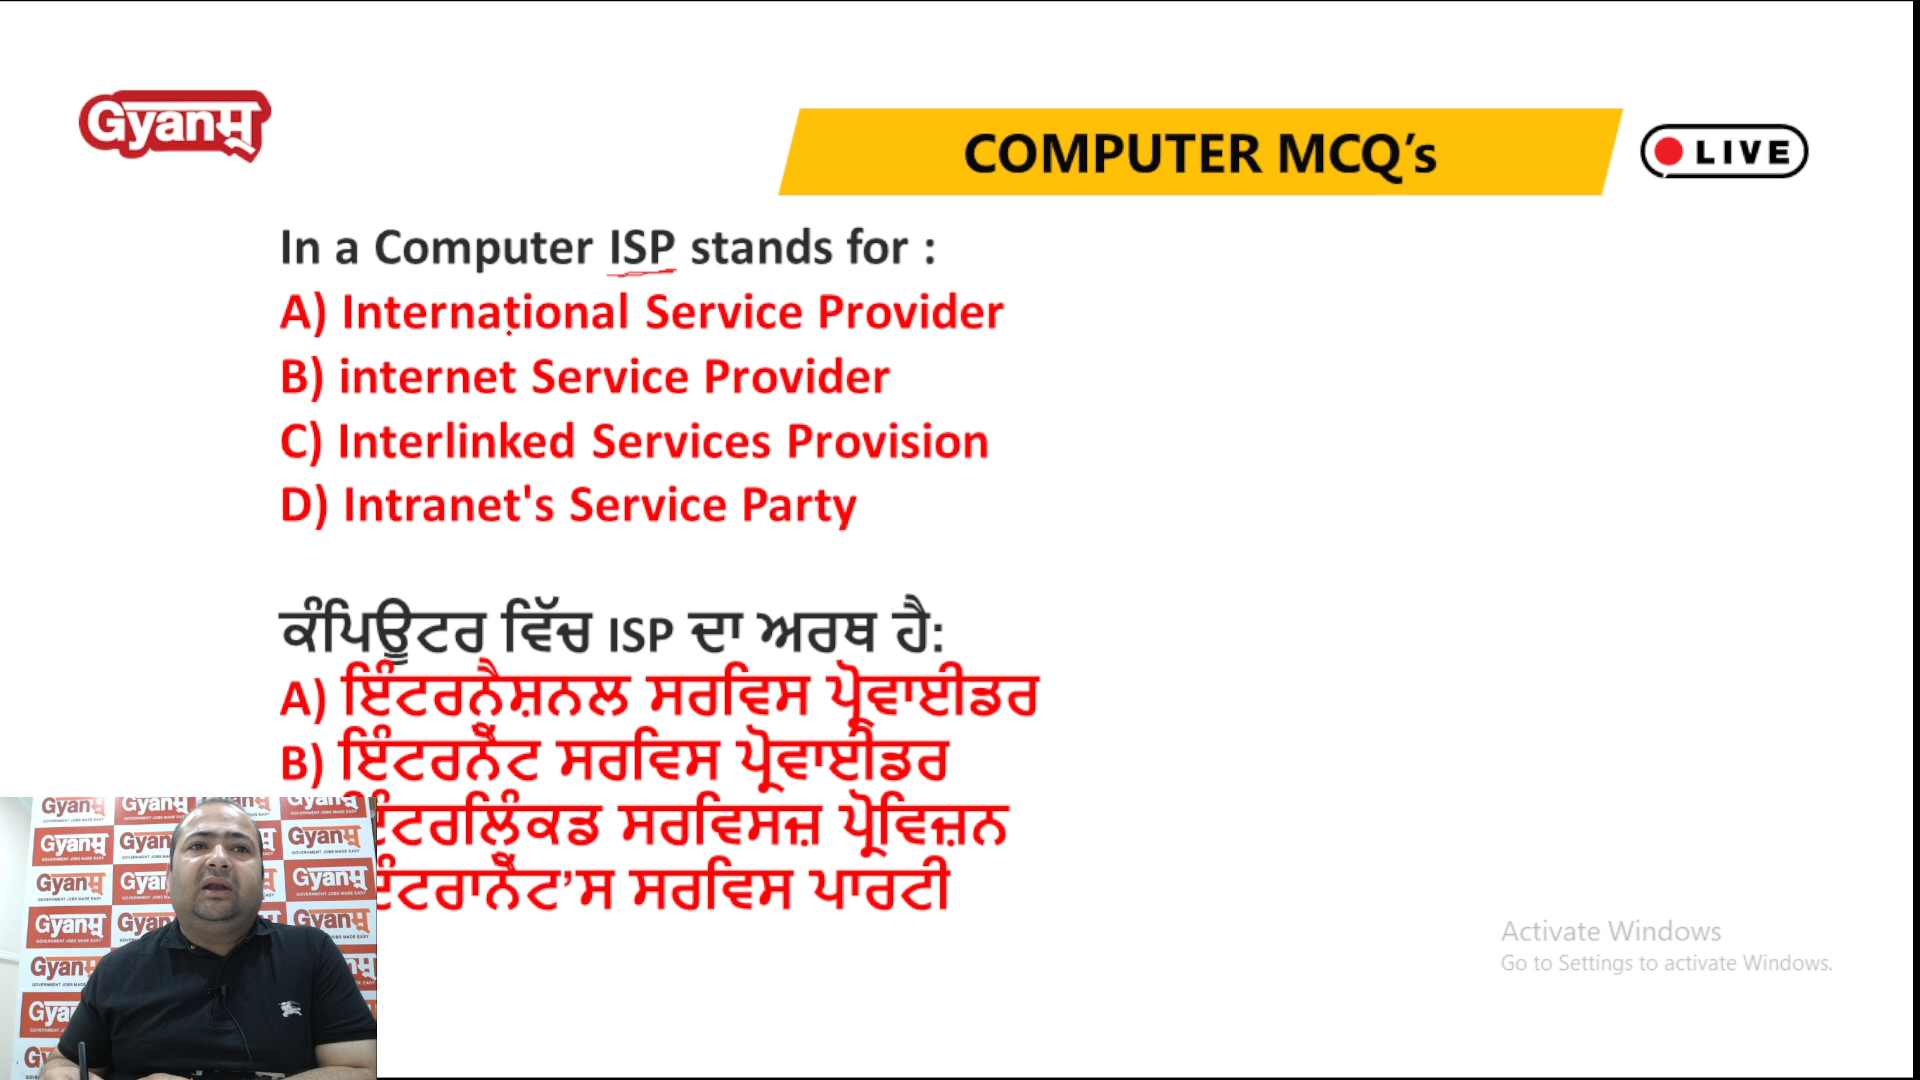 Gyanਮ੍ਰ
COMPUTER MCQ’s
LIVE
In a Computer ISP stands for :
A) International Service Provider
B) internet Service Provider
C) Interlinked Services Provision
D) Intranet's Service Party
ਕੰਪਿਊਟਰ ਵਿੱਚ ISP ਦਾ ਅਰਥ ਹੈ:
A) ਇੰਟਰਨੈਸ਼ਨਲ ਸਰਵਿਸ ਪ੍ਰੋਵਾਈਡਰ
B) ਇੰਟਰਨੈੱਟ ਸਰਵਿਸ ਪ੍ਰੋਵਾਈਡਰ
ਇੰਟਰਲਿੰਕਡ ਸਰਵਿਸਜ਼ ਪ੍ਰੋਵਿਜ਼ਨ
ਇੰਟਰਾਨੈੱਟ’ਸ ਸਰਵਿਸ ਪਾਰਟੀ
Activate Windows
Go to Settings to activate Windows.